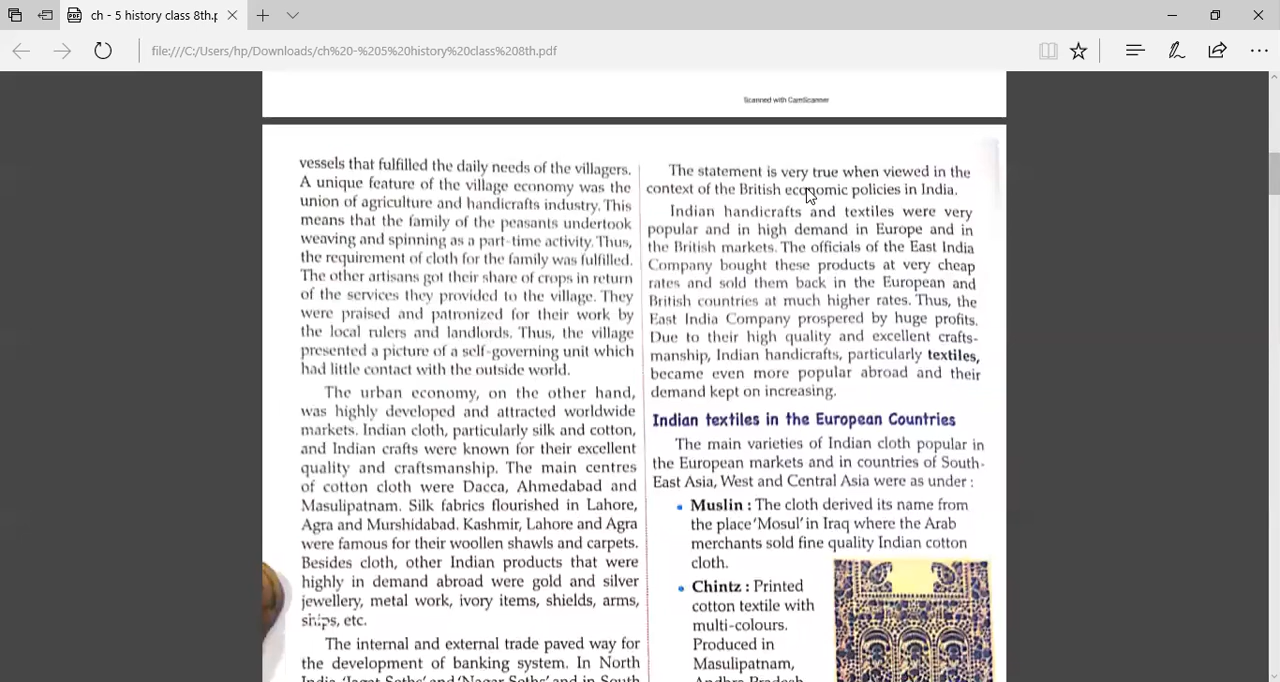 ch - 5 history class 8th.p
file:///C:/Users/hp/Downloads/ch%20-%205%20history%20class%208th.pdf
Scanned with CamScanner
vessels that fulfilled the daily needs of the villagers.
A unique feature of the village economy was the
union of agriculture and handicrafts industry. This
means that the family of the peasants undertook
weaving and spinning as a part-time activity. Thus,
the requirement of cloth for the family was fulfilled.
The other artisans got their share of crops in return
of the services they provided to the village. They
were praised and patronized for their work by
the local rulers and landlords. Thus, the village
presented a picture of a self-governing unit which
had little contact with the outside world.
The urban economy, on the other hand,
was highly developed and attracted worldwide
markets. Indian cloth, particularly silk and cotton,
and Indian crafts were known for their excellent
quality and craftsmanship. The main centres
of cotton cloth were Dacca, Ahmedabad and
Masulipatnam. Silk fabrics flourished in Lahore,
Agra and Murshidabad. Kashmir, Lahore and Agra
were famous for their woollen shawls and carpets.
Besides cloth, other Indian products that were
highly in demand abroad were gold and silver
jewellery, metal work, ivory items, shields, arms,
ships, etc.
The internal and external trade paved way for
the development of banking system. In North
India, 'Jagat Seths' and 'Nagar Seths' and in South
The statement is very true when viewed in the
context of the British economic policies in India.
Indian handicrafts and textiles were very
popular and in high demand in Europe and in
the British markets. The officials of the East India
Company bought these products at very cheap
rates and sold them back in the European and
British countries at much higher rates. Thus, the
East India Company prospered by huge profits.
Due to their high quality and excellent crafts-
manship, Indian handicrafts, particularly textiles,
became even more popular abroad and their
demand kept on increasing.
Indian textiles in the European Countries
The main varieties of Indian cloth popular in
the European markets and in countries of South-
East Asia, West and Central Asia were as under :
• Muslin : The cloth derived its name from
the place 'Mosul' in Iraq where the Arab
merchants sold fine quality Indian cotton
cloth.
• Chintz : Printed
cotton textile with
multi-colours.
Produced in
Masulipatnam,
Andhra Pradesh